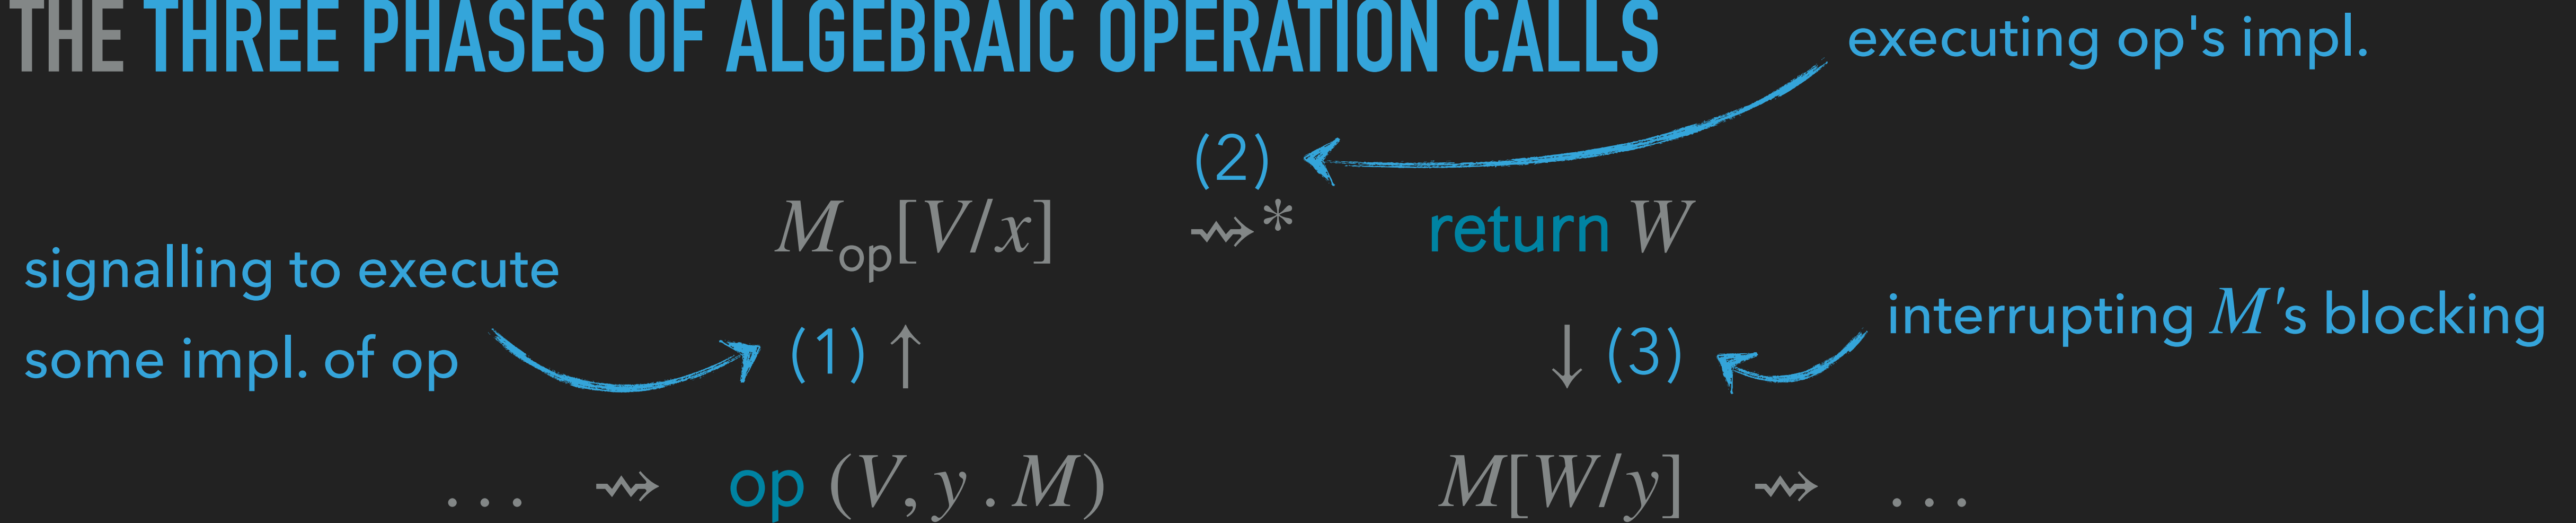 THE THREE PHASES OF ALGEBRAIC OPERATION CALLS
executing op's impl.
(2)
M_op[V/x] ⇝* return W
signalling to execute
some impl. of op
(1) ↑
↓ (3)
interrupting M's blocking
... ⇝ op (V, y . M)
M[W/y] ⇝ ...